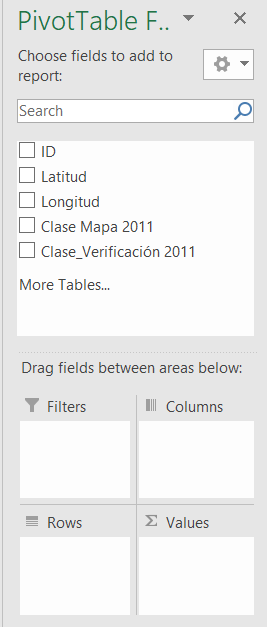 PivotTable F..
Choose fields to add to
report:
Search
ID
Latitud
Longitud
Clase Mapa 2011
Clase_Verificación 2011
More Tables...
Drag fields between areas below:
Filters
Columns
Rows
Values